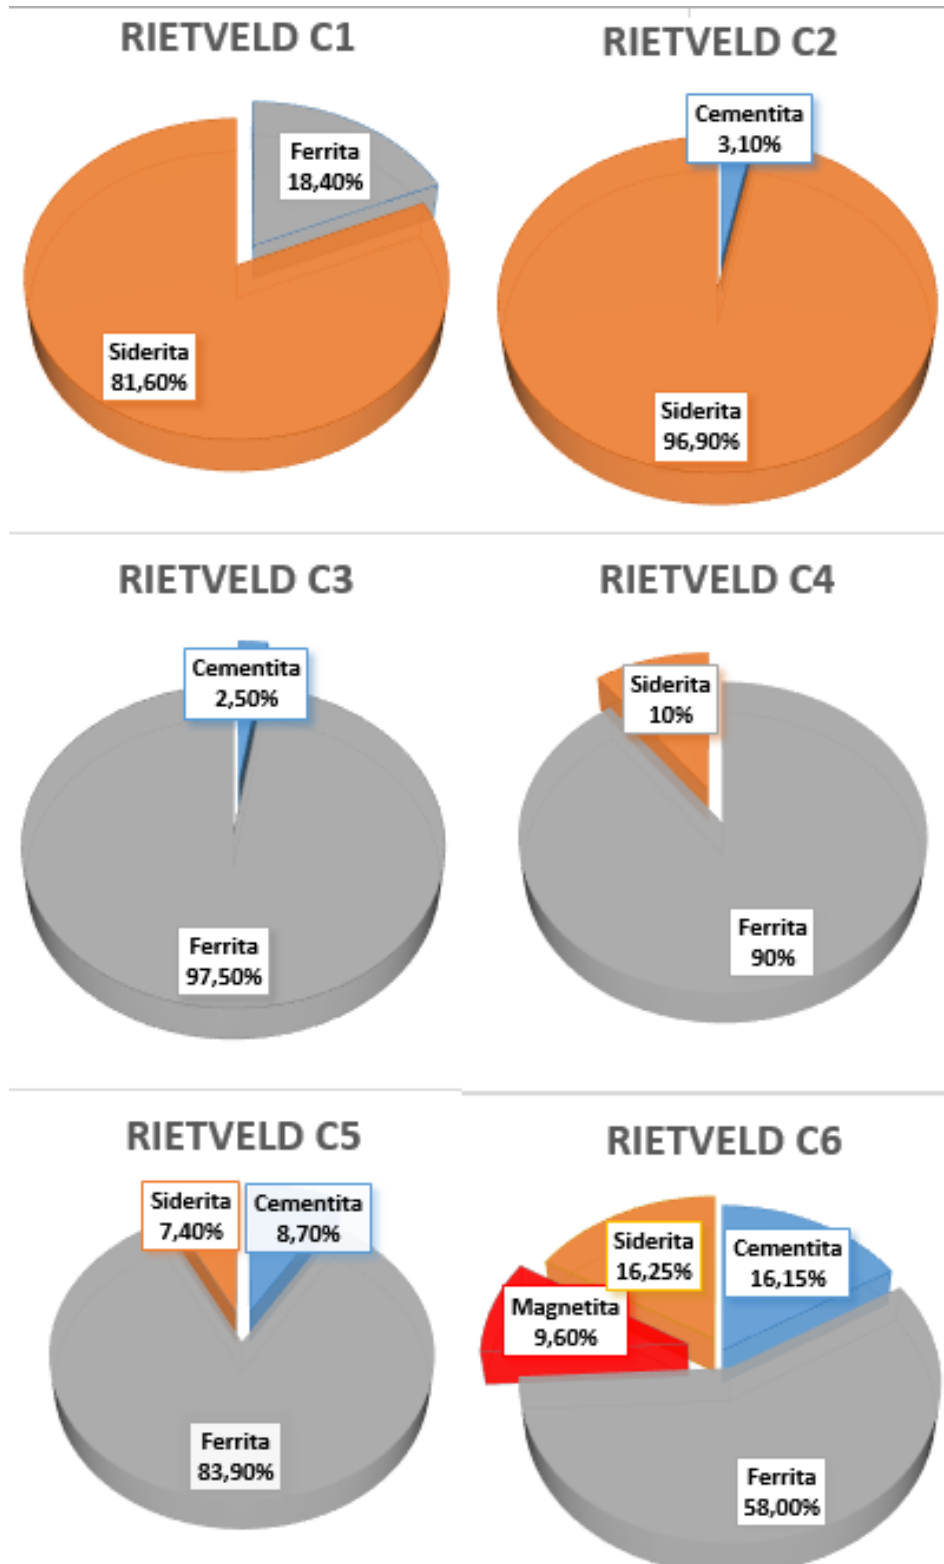 RIETVELD C1
Ferrita
18,40%
Siderita
81,60%
RIETVELD C2
Cementita
3,10%
Siderita
96,90%
RIETVELD C3
Cementita
2,50%
Ferrita
97,50%
RIETVELD C4
Siderita
10%
Ferrita
90%
RIETVELD C5
Siderita
7,40%
Cementita
8,70%
Ferrita
83,90%
RIETVELD C6
Siderita
16,25%
Cementita
16,15%
Magnetita
9,60%
Ferrita
58,00%